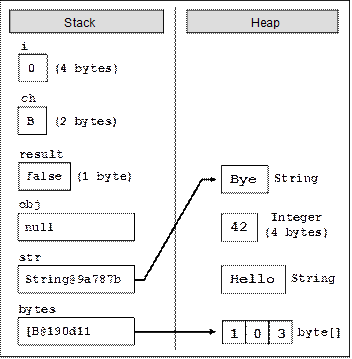 Stack
Heap
i
0 {4 bytes}
ch
B {2 bytes}
result
false {1 byte}
obj
null
str
String@9a787b
bytes
[B@190d11
Bye String
42 Integer
{4 bytes}
Hello String
1 0 3 byte[]